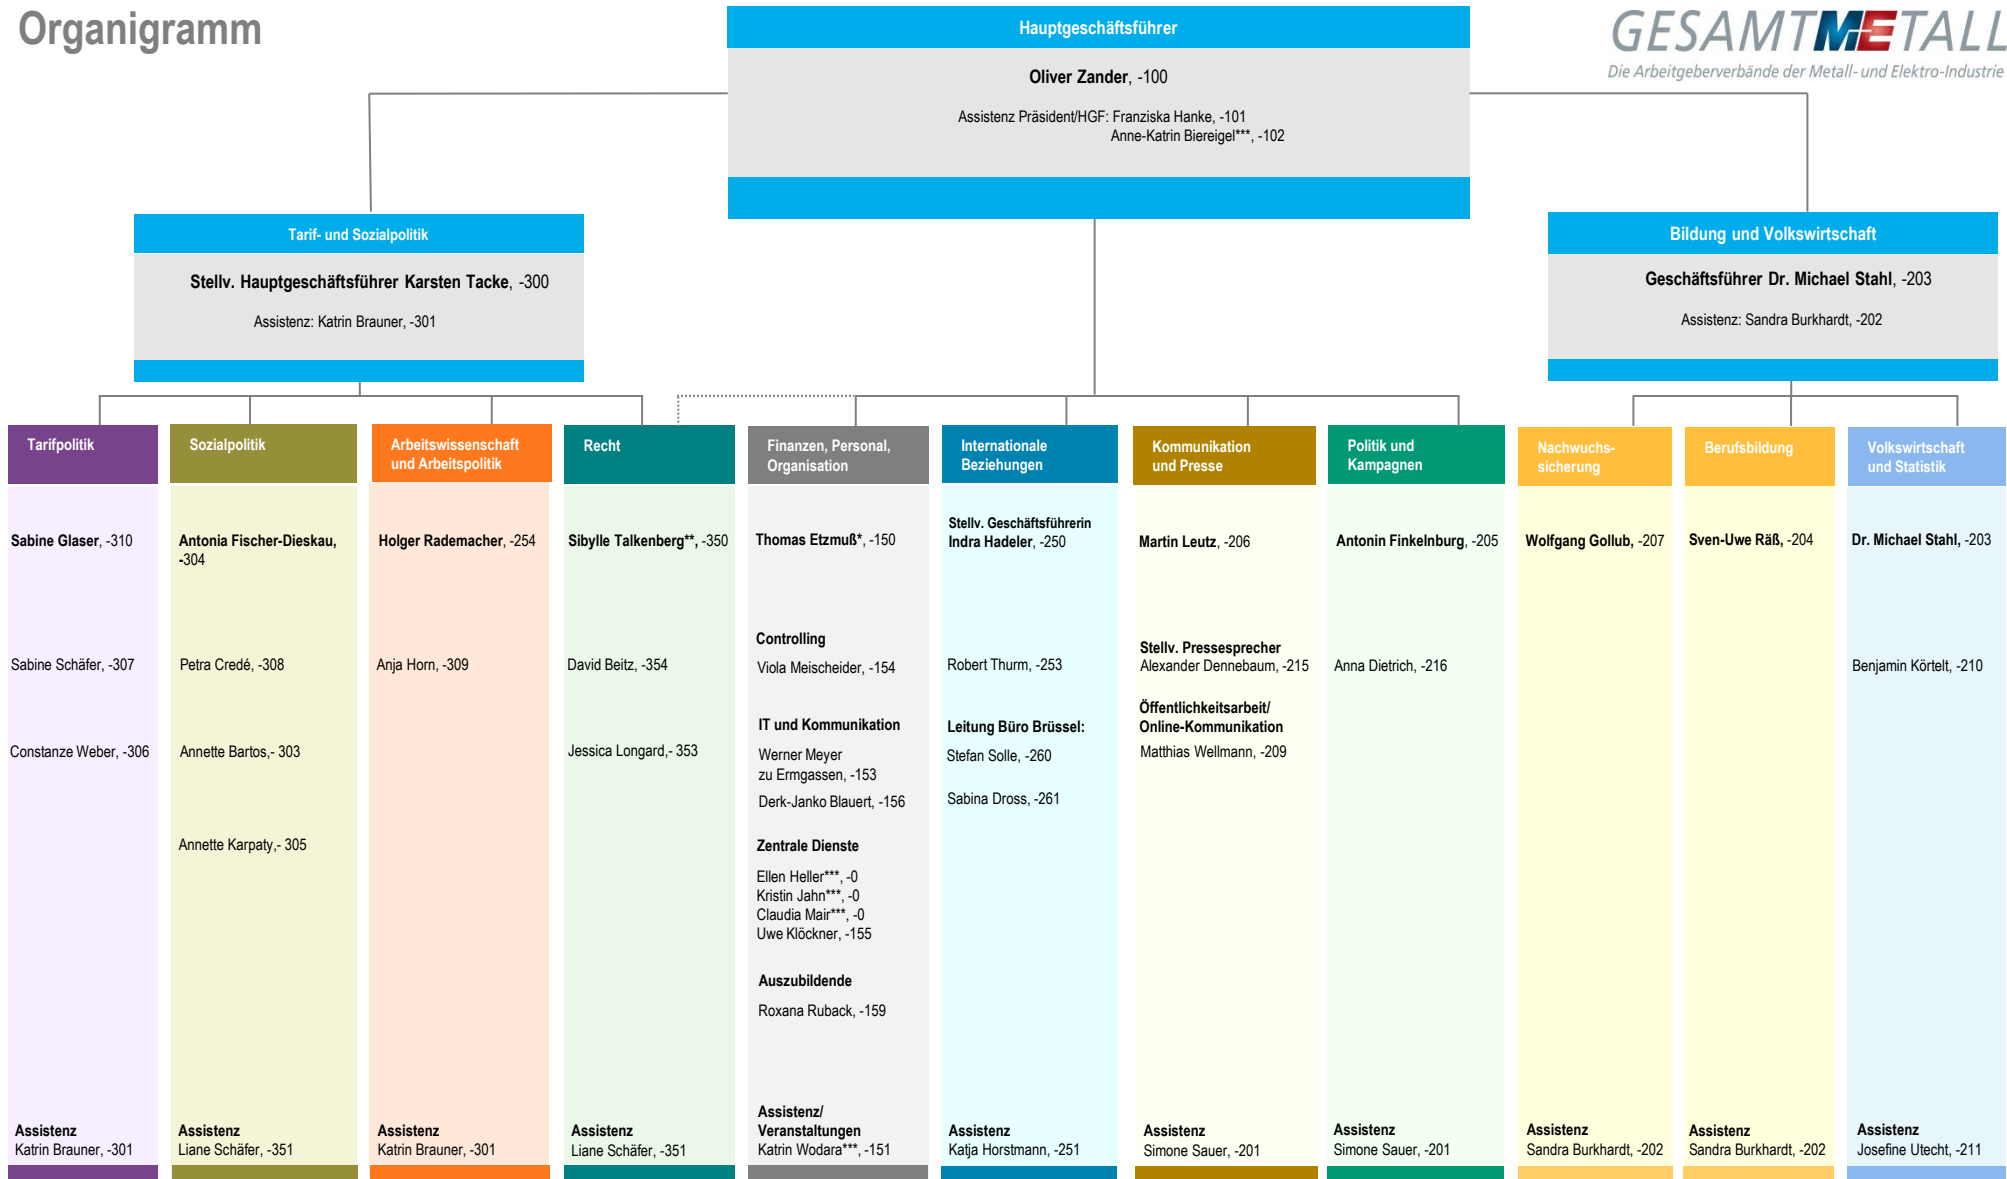 Organigramm
GESAMTMETALL
Die Arbeitgeberverbände der Metall- und Elektro-Industrie
Hauptgeschäftsführer
Oliver Zander, -100
Assistenz Präsident/HGF: Franziska Hanke, -101
Anne-Katrin Biereigel***, -102
Tarif- und Sozialpolitik
Stellv. Hauptgeschäftsführer Karsten Tacke, -300
Assistenz: Katrin Brauner, -301
Bildung und Volkswirtschaft
Geschäftsführer Dr. Michael Stahl, -203
Assistenz: Sandra Burkhardt, -202
Tarifpolitik
Sabine Glaser, -310
Sabine Schäfer, -307
Constanze Weber, -306
Assistenz
Katrin Brauner, -301
Sozialpolitik
Antonia Fischer-Dieskau,
-304
Petra Credé, -308
Annette Bartos,- 303
Annette Karpaty,- 305
Assistenz
Liane Schäfer, -351
Arbeitswissenschaft
und Arbeitspolitik
Holger Rademacher, -254
Anja Horn, -309
Assistenz
Katrin Brauner, -301
Recht
Sibylle Talkenberg**, -350
David Beitz, -354
Jessica Longard,- 353
Assistenz
Liane Schäfer, -351
Finanzen, Personal,
Organisation
Thomas Etzmuß*, -150
Controlling
Viola Meischeider, -154
IT und Kommunikation
Werner Meyer
zu Ermgassen, -153
Derk-Janko Blauert, -156
Zentrale Dienste
Ellen Heller***, -0
Kristin Jahn***, -0
Claudia Mair***, -0
Uwe Klöckner, -155
Auszubildende
Roxana Ruback, -159
Assistenz/
Veranstaltungen
Katrin Wodara***, -151
Internationale
Beziehungen
Stellv. Geschäftsführerin
Indra Hadeler, -250
Robert Thurm, -253
Leitung Büro Brüssel:
Stefan Solle, -260
Sabina Dross, -261
Assistenz
Katja Horstmann, -251
Kommunikation
und Presse
Martin Leutz, -206
Stellv. Pressesprecher
Alexander Dennebaum, -215
Öffentlichkeitsarbeit/
Online-Kommunikation
Matthias Wellmann, -209
Assistenz
Simone Sauer, -201
Politik und
Kampagnen
Antonin Finkelnburg, -205
Anna Dietrich, -216
Assistenz
Simone Sauer, -201
Nachwuchs-
sicherung
Wolfgang Gollub, -207
Assistenz
Sandra Burkhardt, -202
Berufsbildung
Sven-Uwe Räß, -204
Assistenz
Sandra Burkhardt, -202
Volkswirtschaft
und Statistik
Dr. Michael Stahl, -203
Benjamin Körtelt, -210
Assistenz
Josefine Utecht, -211